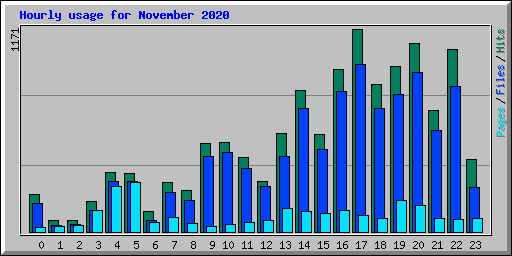 Hourly usage for November 2020
1171
Pages / Files / Hits
0 1 2 3 4 5 6 7 8 9 10 11 12 13 14 15 16 17 18 19 20 21 22 23